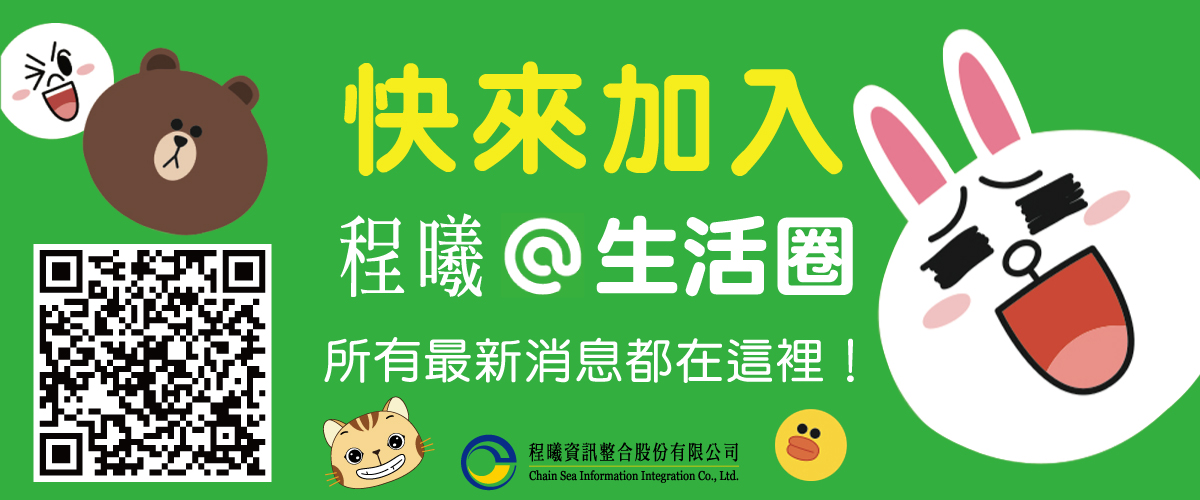 快來加入
程曦@生活圈
所有最新消息都在這裡！
程曦資訊整合股份有限公司
Chain Sea Information Integration Co., Ltd.